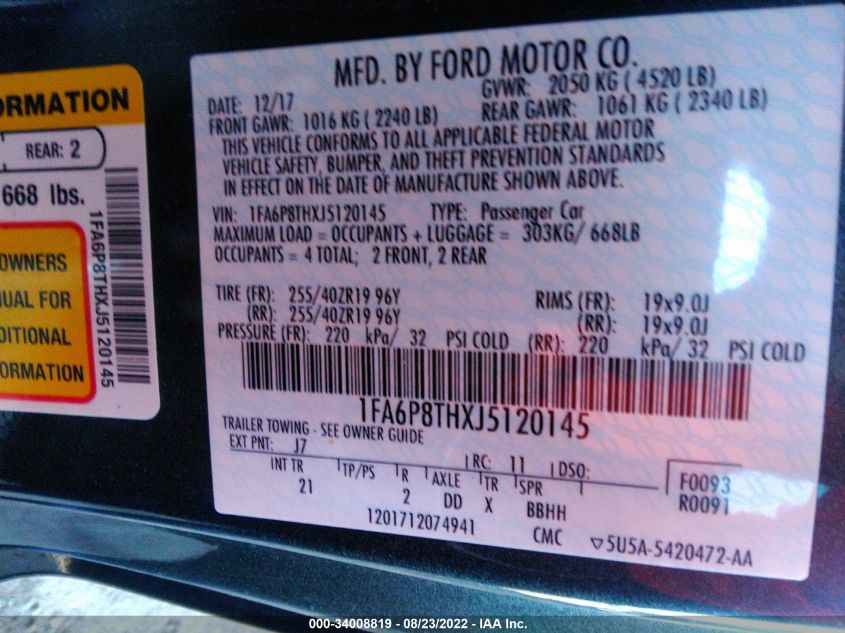 ORMATION
REAR: 2
668 lbs.
OWNERS
NUAL FOR
DITIONAL
ORMATION
1FA6P8THXJ5120145
MFD. BY FORD MOTOR CO.
DATE: 12/17 GVWR: 2050 KG ( 4520 LB)
FRONT GAWR: 1016 KG ( 2240 LB) REAR GAWR: 1061 KG ( 2340 LB)
THIS VEHICLE CONFORMS TO ALL APPLICABLE FEDERAL MOTOR
VEHICLE SAFETY, BUMPER, AND THEFT PREVENTION STANDARDS
IN EFFECT ON THE DATE OF MANUFACTURE SHOWN ABOVE.
VIN: 1FA6P8THXJ5120145 TYPE: Passenger Car
MAXIMUM LOAD = OCCUPANTS + LUGGAGE = 303KG/ 668LB
OCCUPANTS = 4 TOTAL; 2 FRONT, 2 REAR
TIRE (FR): 255/40ZR19 96Y RIMS (FR): 19x9.0J
(RR): 255/40ZR19 96Y (RR): 19x9.0J
PRESSURE (FR): 220 kPa/ 32 PSI COLD (RR): 220 kPa/ 32 PSI COLD
1FA6P8THXJ5120145
TRAILER TOWING - SEE OWNER GUIDE
EXT PNT: J7 RC: 11 DSO:
INT TR TP/PS R AXLE TR SPR F0093
21 2 DD X BBHH R0091
1201712074941 CMC ▽5U5A-5420472-AA
000-34008819 - 08/23/2022 - IAA Inc.